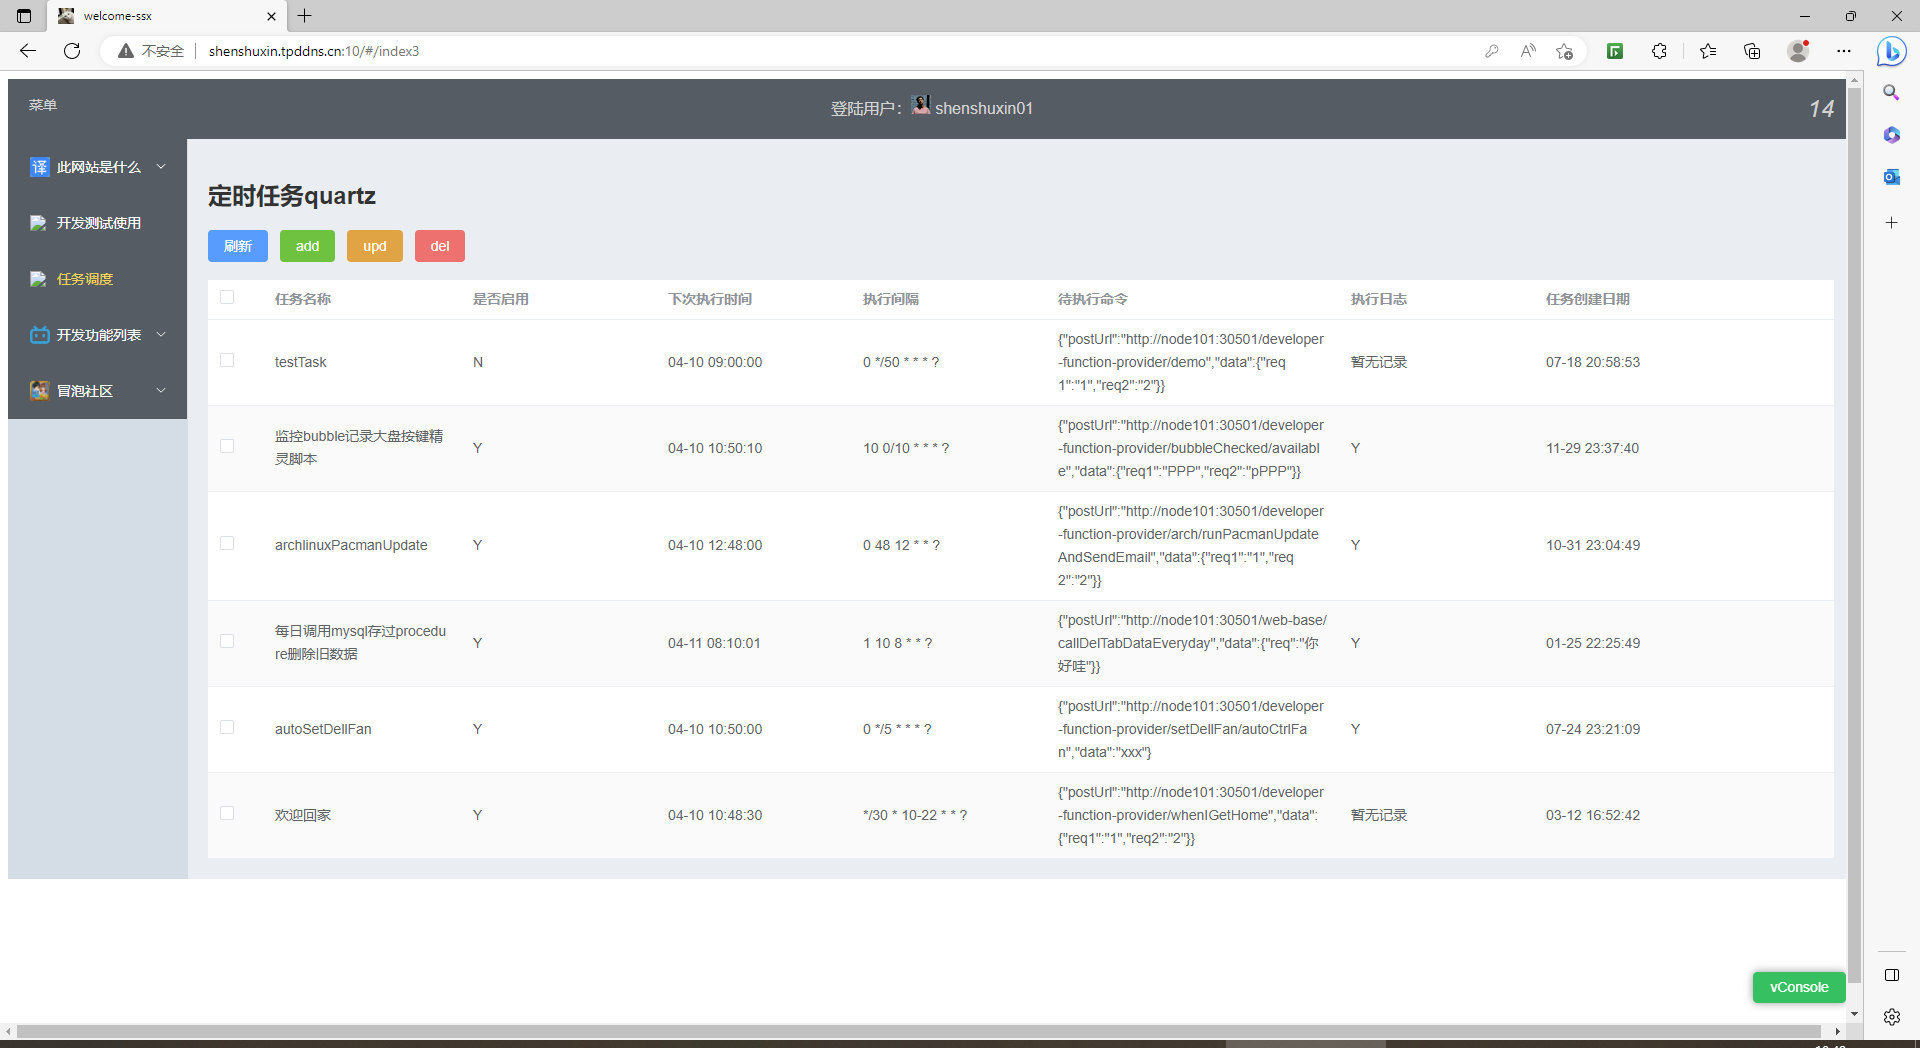 welcome-ssx
不安全
shenshuxin.tpddns.cn:10/#/index3
菜单
登陆用户：
shenshuxin01
14
译
此网站是什么
开发测试使用
任务调度
开发功能列表
冒泡社区
定时任务quartz
刷新
add
upd
del
任务名称
是否启用
下次执行时间
执行间隔
待执行命令
执行日志
任务创建日期
testTask
N
04-10 09:00:00
0 */50 * * * ?
{"postUrl":"http://node101:30501/developer
-function-provider/demo","data":{"req
1":"1","req2":"2"}}
暂无记录
07-18 20:58:53
监控bubble记录大盘按键精
灵脚本
Y
04-10 10:50:10
10 0/10 * * * ?
{"postUrl":"http://node101:30501/developer
-function-provider/bubbleChecked/availabl
e","data":{"req1":"PPP","req2":"pPPP"}}
Y
11-29 23:37:40
archlinuxPacmanUpdate
Y
04-10 12:48:00
0 48 12 * * ?
{"postUrl":"http://node101:30501/developer
-function-provider/arch/runPacmanUpdate
AndSendEmail","data":{"req1":"1","req
2":"2"}}
Y
10-31 23:04:49
每日调用mysql存过procedu
re删除旧数据
Y
04-11 08:10:01
1 10 8 * * ?
{"postUrl":"http://node101:30501/web-base/
callDelTabDataEveryday","data":{"req":"你
好哇"}}
Y
01-25 22:25:49
autoSetDellFan
Y
04-10 10:50:00
0 */5 * * * ?
{"postUrl":"http://node101:30501/developer
-function-provider/setDellFan/autoCtrlFa
n","data":"xxx"}
Y
07-24 23:21:09
欢迎回家
Y
04-10 10:48:30
*/30 * 10-22 * * ?
{"postUrl":"http://node101:30501/developer
-function-provider/whenIGetHome","data":
{"req1":"1","req2":"2"}}
暂无记录
03-12 16:52:42
vConsole